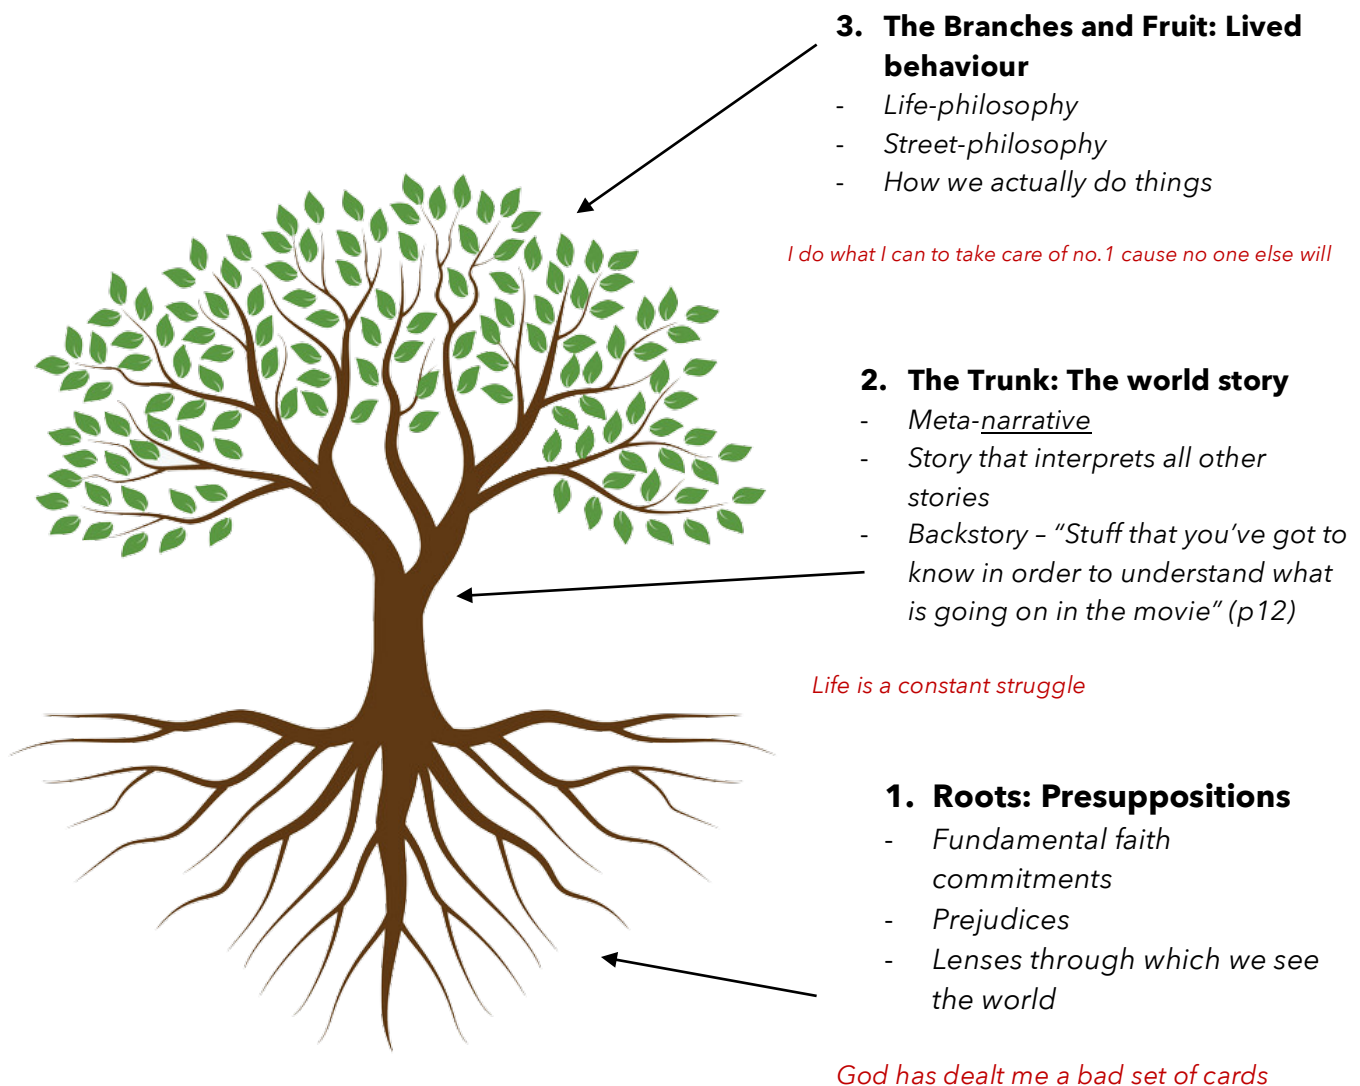 3. The Branches and Fruit: Lived
behaviour
- Life-philosophy
- Street-philosophy
- How we actually do things
I do what I can to take care of no.1 cause no one else will
2. The Trunk: The world story
- Meta-narrative
- Story that interprets all other
stories
- Backstory – “Stuff that you’ve got to
know in order to understand what
is going on in the movie” (p12)
Life is a constant struggle
1. Roots: Presuppositions
- Fundamental faith
commitments
- Prejudices
- Lenses through which we see
the world
God has dealt me a bad set of cards